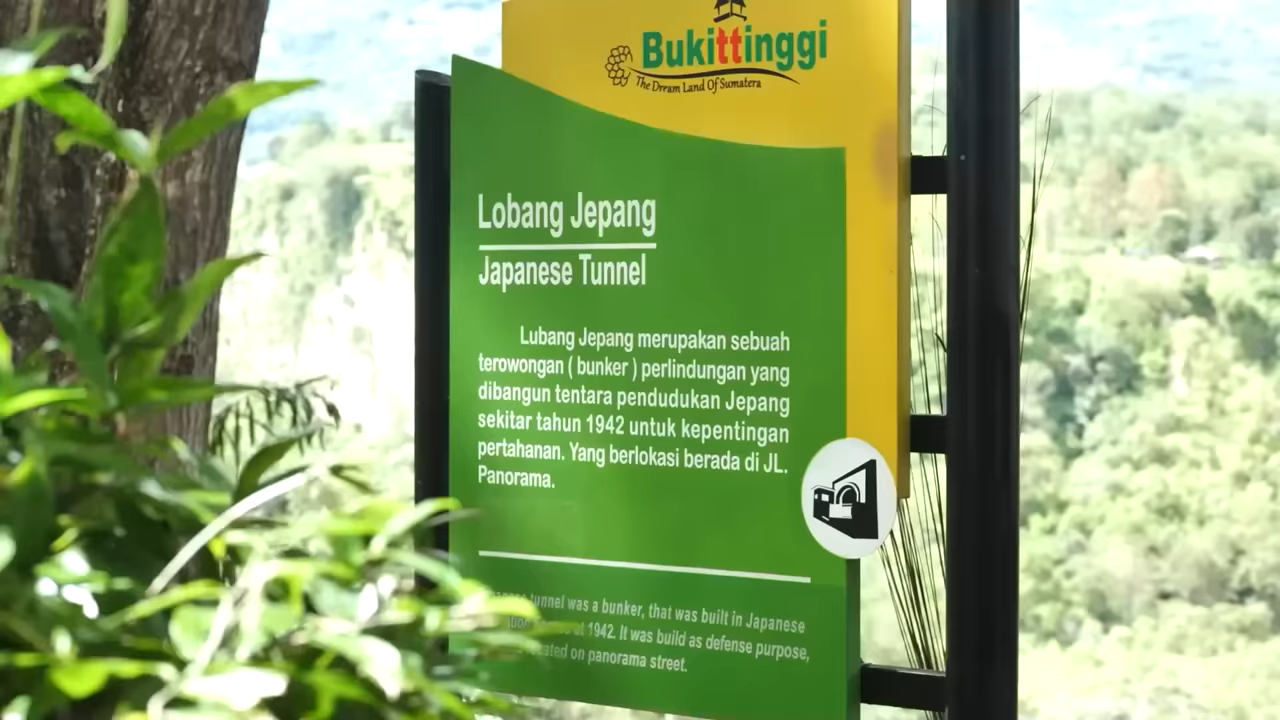 Bukittinggi
The Dream Land Of Sumatera
Lobang Jepang
Japanese Tunnel
Lubang Jepang merupakan sebuah
terowongan ( bunker ) perlindungan yang
dibangun tentara pendudukan Jepang
sekitar tahun 1942 untuk kepentingan
pertahanan. Yang berlokasi berada di JL.
Panorama.
tunnel was a bunker, that was built in Japanese
at 1942. It was build as defense purpose,
located on panorama street.